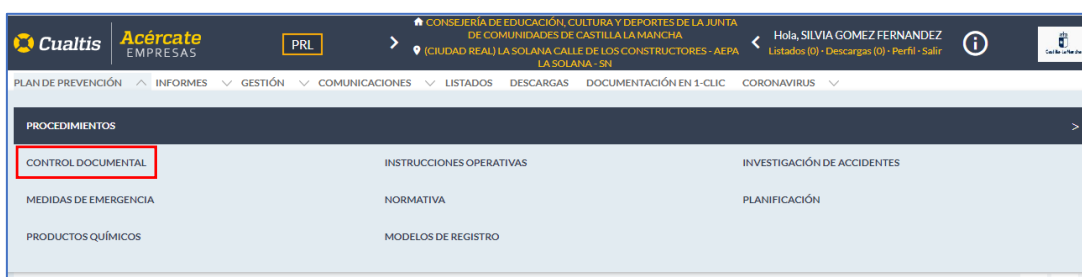 Cualtis
Acércate
EMPRESAS
PRL
CONSEJERÍA DE EDUCACIÓN, CULTURA Y DEPORTES DE LA JUNTA
DE COMUNIDADES DE CASTILLA LA MANCHA
(CIUDAD REAL) LA SOLANA CALLE DE LOS CONSTRUCTORES - AEPA
LA SOLANA - SN
Hola, SILVIA GOMEZ FERNANDEZ
Listados (0) · Descargas (0) · Perfil · Salir
Castilla-La Mancha
PLAN DE PREVENCIÓN INFORMES GESTIÓN COMUNICACIONES LISTADOS DESCARGAS DOCUMENTACIÓN EN 1-CLIC CORONAVIRUS
PROCEDIMIENTOS >
CONTROL DOCUMENTAL INSTRUCCIONES OPERATIVAS INVESTIGACIÓN DE ACCIDENTES
MEDIDAS DE EMERGENCIA NORMATIVA PLANIFICACIÓN
PRODUCTOS QUÍMICOS MODELOS DE REGISTRO